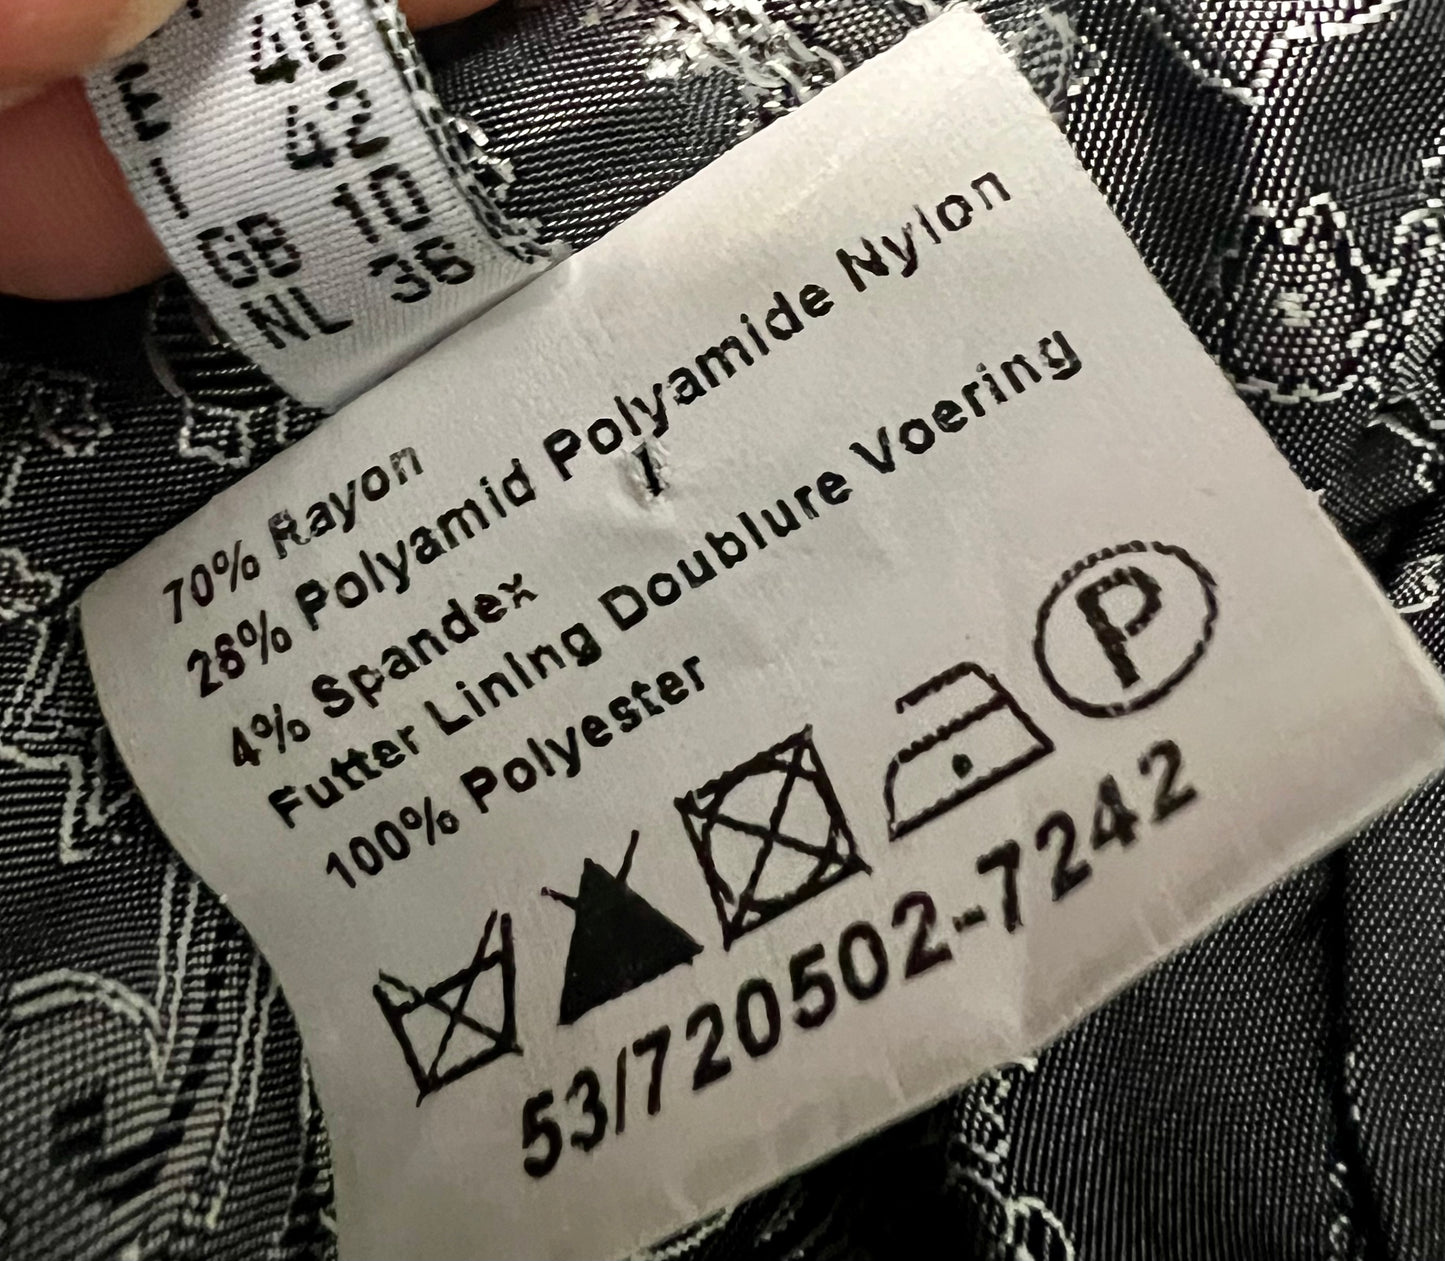 40
E 42
I
GB 10
NL 36
70% Rayon
26% Polyamid Polyamide Nylon
4% Spandex
Futter Lining Doublure Voering
100% Polyester
P
53/720502-7242